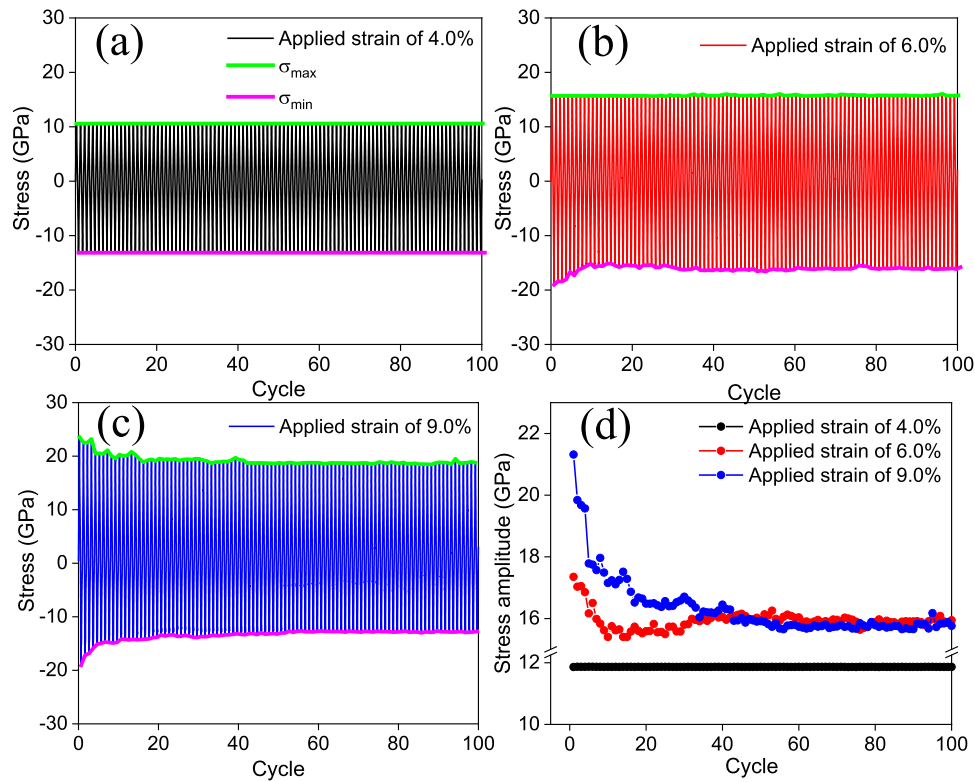 (a)
Applied strain of 4.0%
σmax
σmin
30
20
10
0
-10
-20
-30
Stress (GPa)
0 20 40 60 80 100
Cycle
(b)
Applied strain of 6.0%
30
20
10
0
-10
-20
-30
Stress (GPa)
0 20 40 60 80 100
Cycle
(c)
Applied strain of 9.0%
30
20
10
0
-10
-20
-30
Stress (GPa)
0 20 40 60 80 100
Cycle
(d)
Applied strain of 4.0%
Applied strain of 6.0%
Applied strain of 9.0%
22
20
18
16
12
10
Stress amplitude (GPa)
0 20 40 60 80 100
Cycle